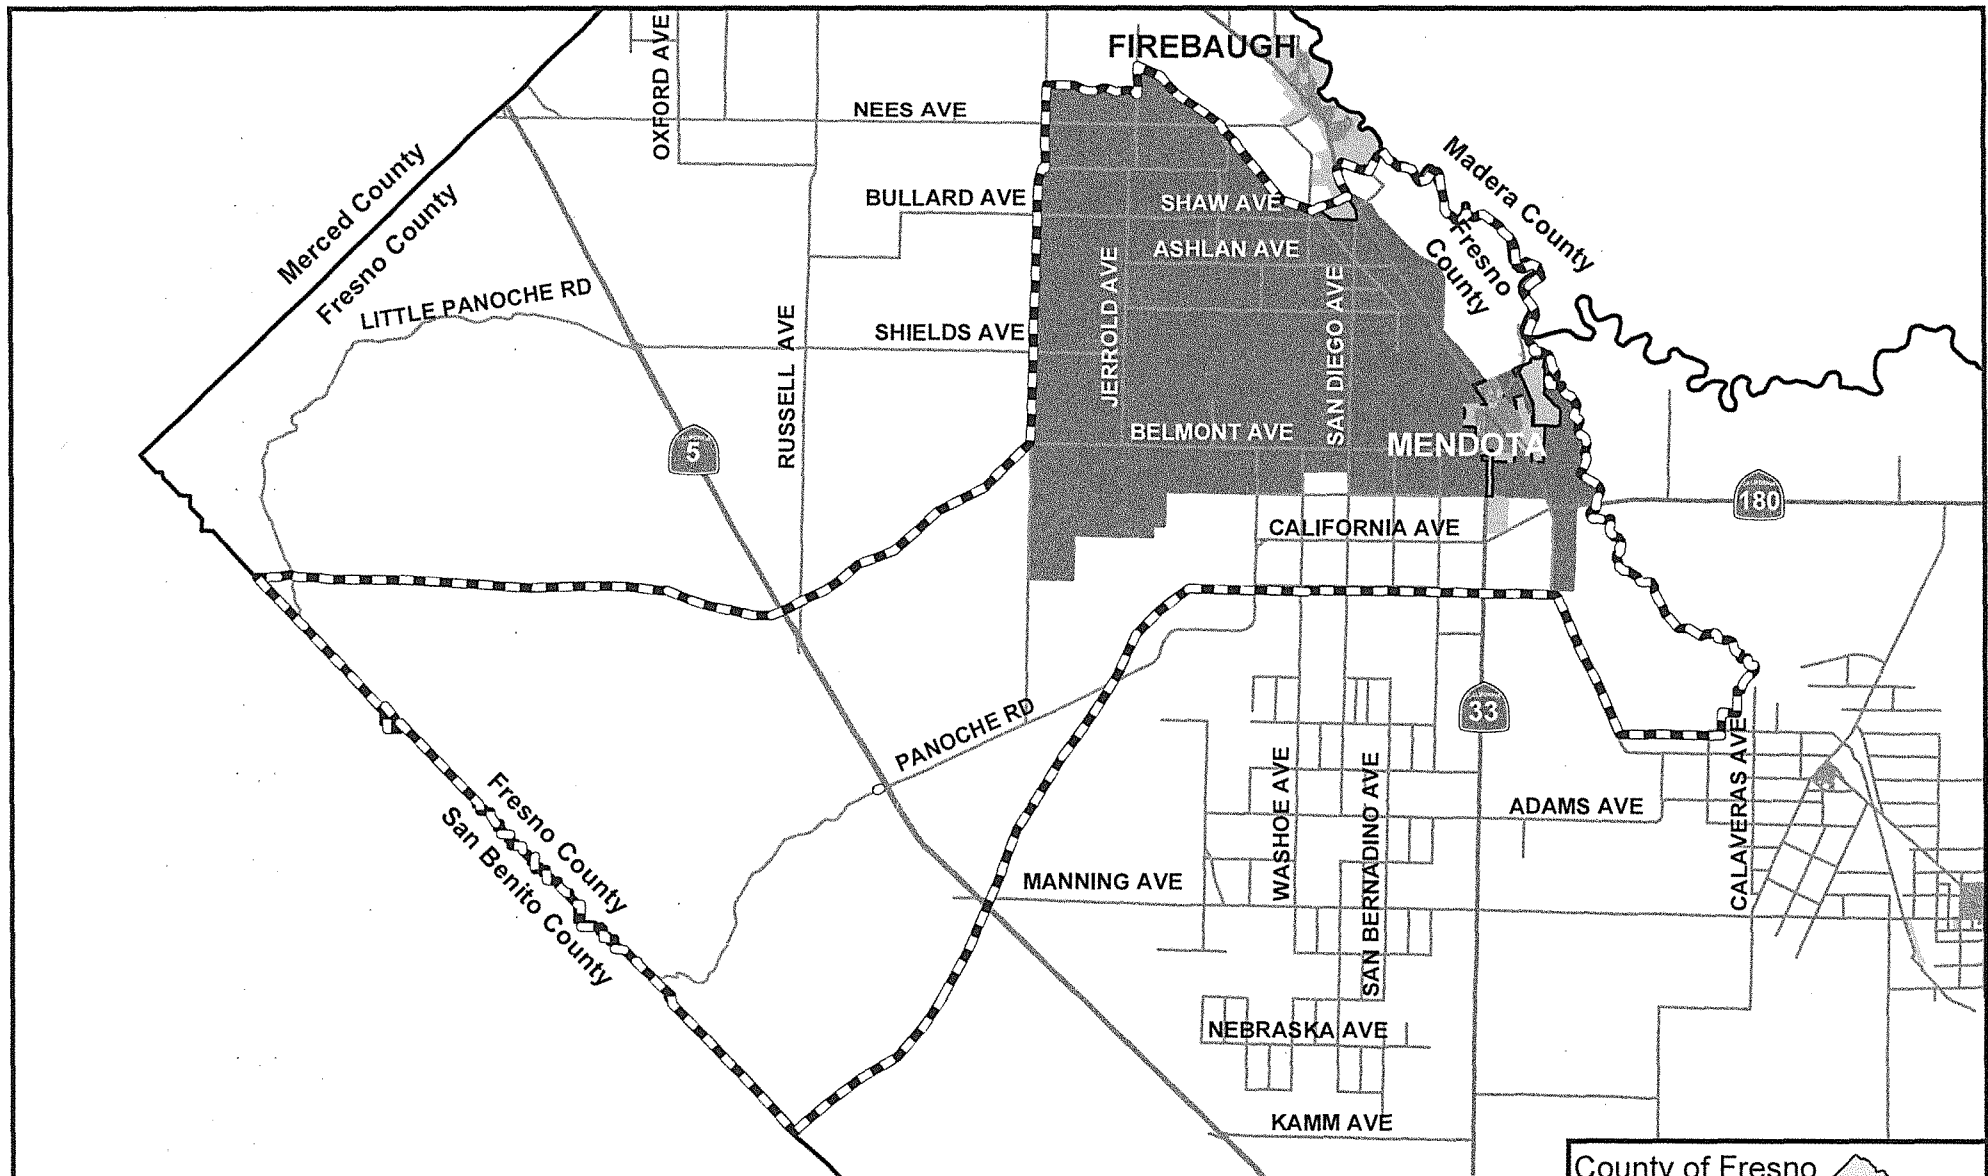 FIREBAUGH
OXFORD AVE
NEES AVE
Merced County
Fresno County
BULLARD AVE
SHAW AVE
Madera County
Fresno
County
ASHLAN AVE
LITTLE PANOCHE RD
RUSSELL AVE
SHIELDS AVE
JERROLD AVE
SAN DIEGO AVE
5
BELMONT AVE
MENDOTA
180
CALIFORNIA AVE
PANOCHE RD
33
Fresno County
San Benito County
WASHOE AVE
SAN BERNADINO AVE
ADAMS AVE
CALAVERAS AVE
MANNING AVE
NEBRASKA AVE
KAMM AVE
County of Fresno